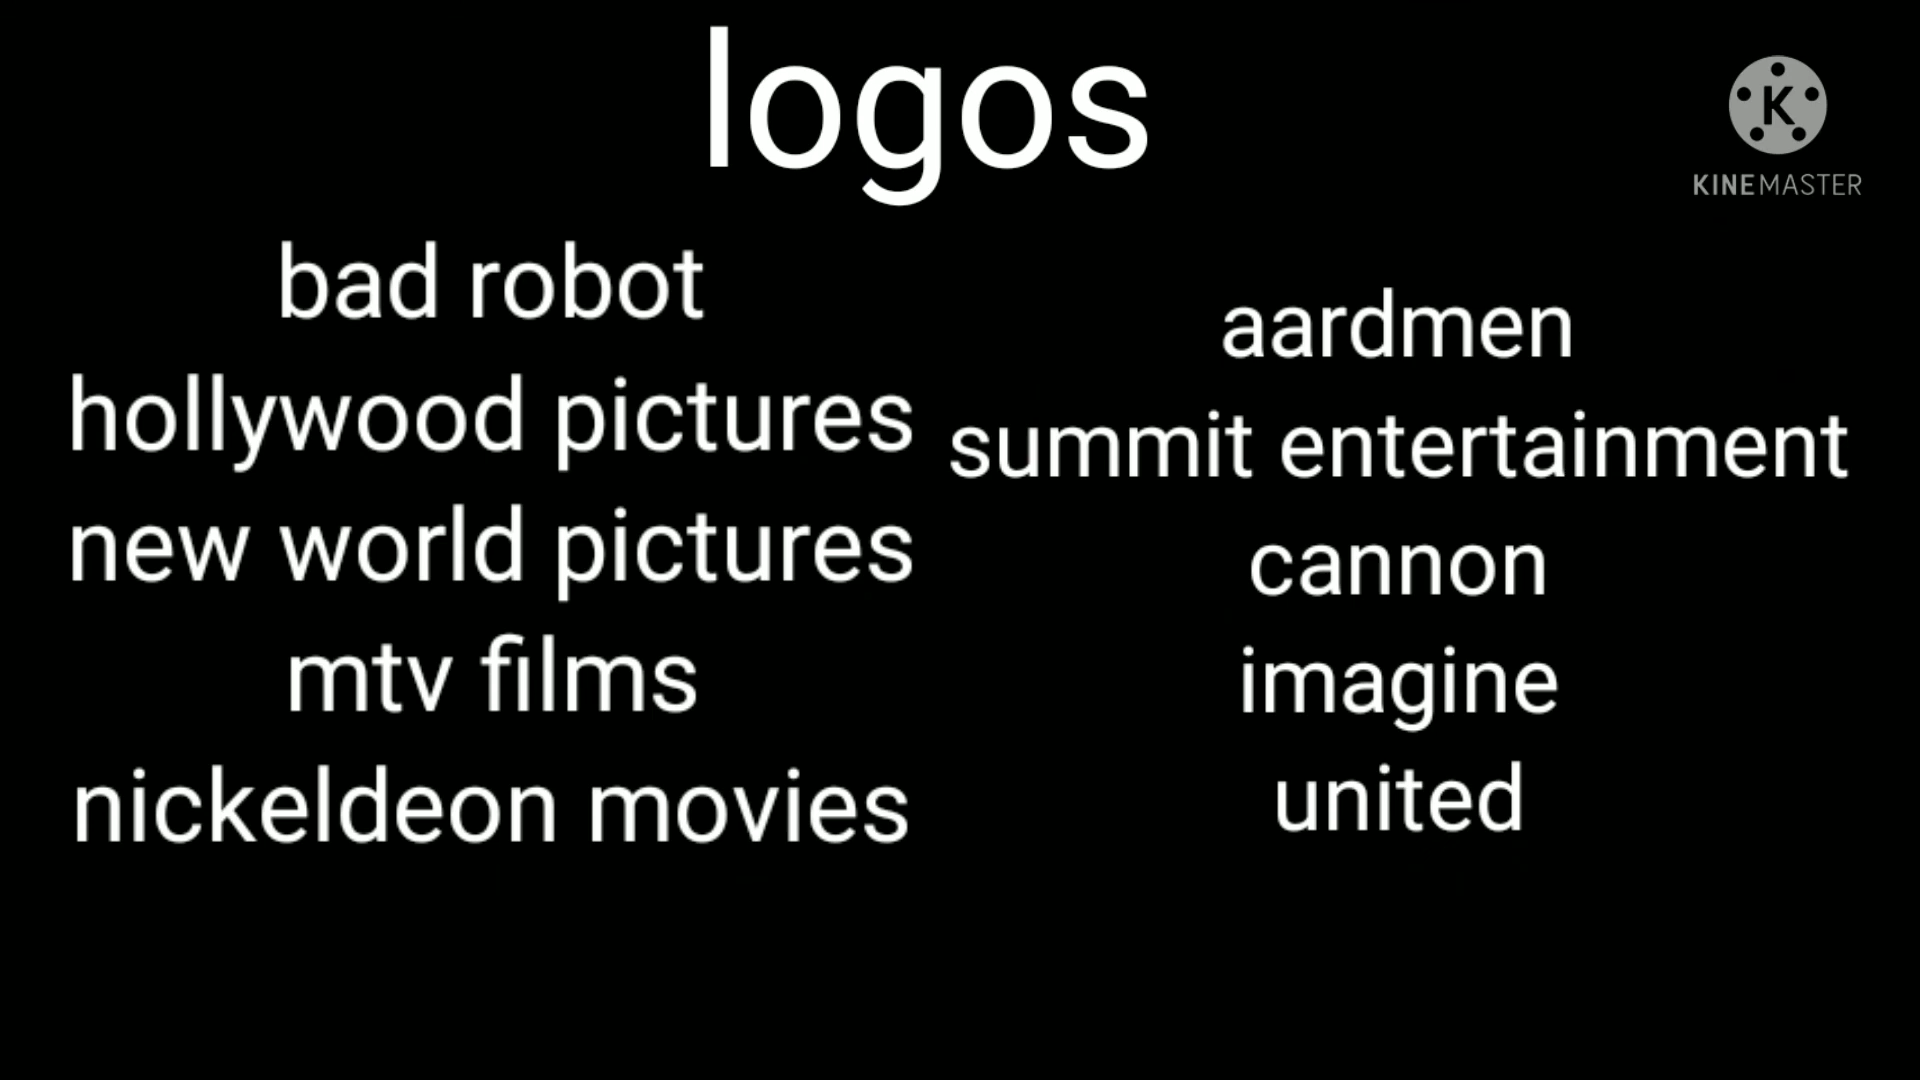 logos
K
KINEMASTER
bad robot
hollywood pictures
new world pictures
mtv films
nickeldeon movies
aardmen
summit entertainment
cannon
imagine
united